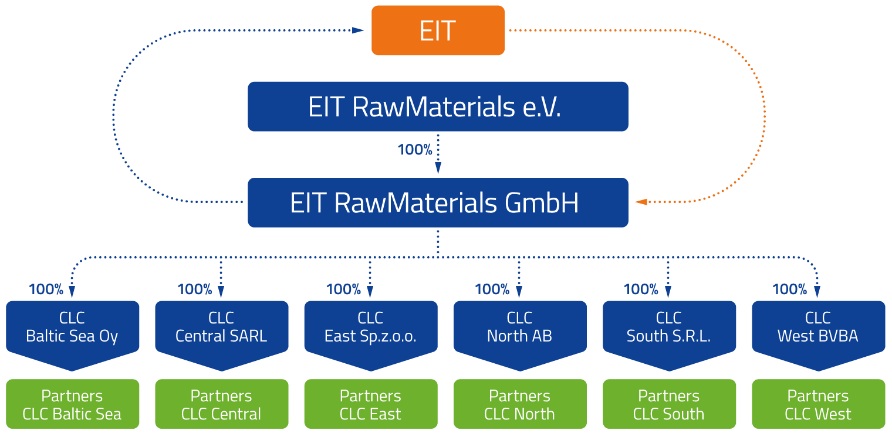 EIT
EIT RawMaterials e.V.
100%
EIT RawMaterials GmbH
100% 100% 100% 100% 100% 100%
CLC
Baltic Sea Oy
CLC
Central SARL
CLC
East Sp.z.o.o.
CLC
North AB
CLC
South S.R.L.
CLC
West BVBA
Partners
CLC Baltic Sea
Partners
CLC Central
Partners
CLC East
Partners
CLC North
Partners
CLC South
Partners
CLC West